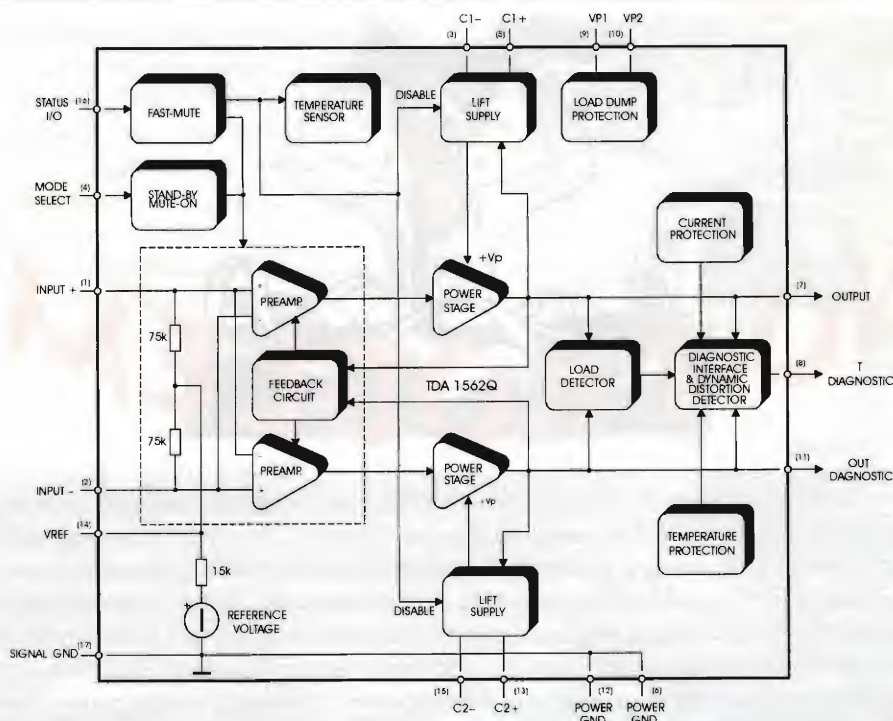 C1- C1+ VP1 VP2
(3) (5) (9) (10)
STATUS I/O (16)
FAST-MUTE
TEMPERATURE
SENSOR
DISABLE
LIFT
SUPPLY
LOAD DUMP
PROTECTION
MODE
SELECT (4)
STAND-BY
MUTE-ON
CURRENT
PROTECTION
+Vp
INPUT + (1)
+
-
PREAMP.
POWER
STAGE
(7) OUTPUT
75k
FEEDBACK
CIRCUIT
TDA 1562Q
LOAD
DETECTOR
DIAGNOSTIC
INTERFACE
& DYNAMIC
DISTORTION
DETECTOR
(8) T
DIAGNOSTIC
75k
-
+
PREAMP.
POWER
STAGE
+Vp
(11) OUT
DAGNOSTIC
INPUT - (2)
VREF (14)
15k
TEMPERATURE
PROTECTION
+
REFERENCE
VOLTAGE
DISABLE
LIFT
SUPPLY
SIGNAL GND (17)
(15) (13) (12) (6)
C2- C2+ POWER
GND POWER
GND